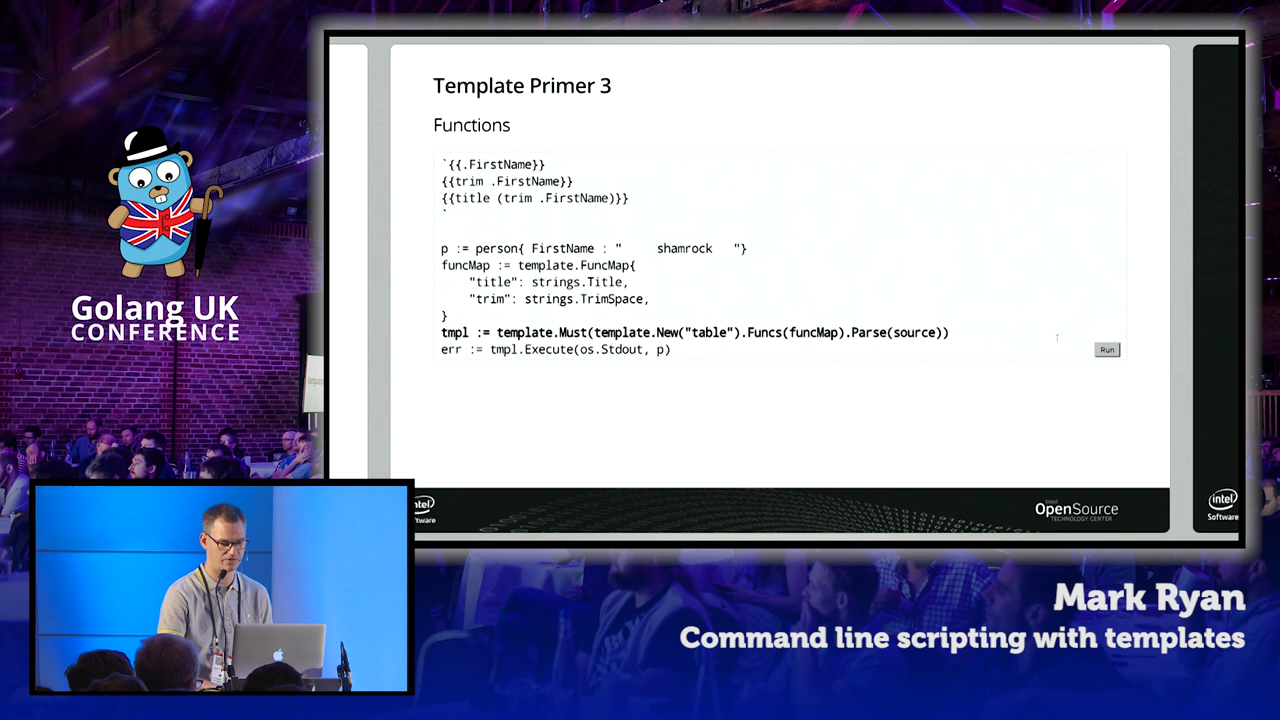 Template Primer 3
Functions
`{{.FirstName}}
{{trim .FirstName}}
{{title (trim .FirstName)}}
`
p := person{ FirstName : "     shamrock   "}
funcMap := template.FuncMap{
    "title": strings.Title,
    "trim": strings.TrimSpace,
}
tmpl := template.Must(template.New("table").Funcs(funcMap).Parse(source))
err := tmpl.Execute(os.Stdout, p)
Run
Golang UK
CONFERENCE
intel
Software
Intel
OpenSource
TECHNOLOGY CENTER
Mark Ryan
Command line scripting with templates